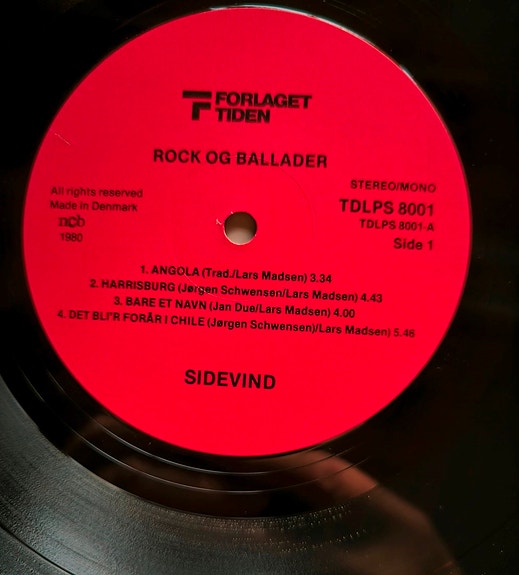 FORLAGET
TIDEN
ROCK OG BALLADER
All rights reserved
Made in Denmark
ncb
1980
STEREO/MONO
TDLPS 8001
TDLPS 8001-A
Side 1
1. ANGOLA (Trad./Lars Madsen) 3.34
2. HARRISBURG (Jørgen Schwensen/Lars Madsen) 4.43
3. BARE ET NAVN (Jan Due/Lars Madsen) 4.00
4. DET BLI'R FORÅR I CHILE (Jørgen Schwensen)/Lars Madsen) 5.46
SIDEVIND